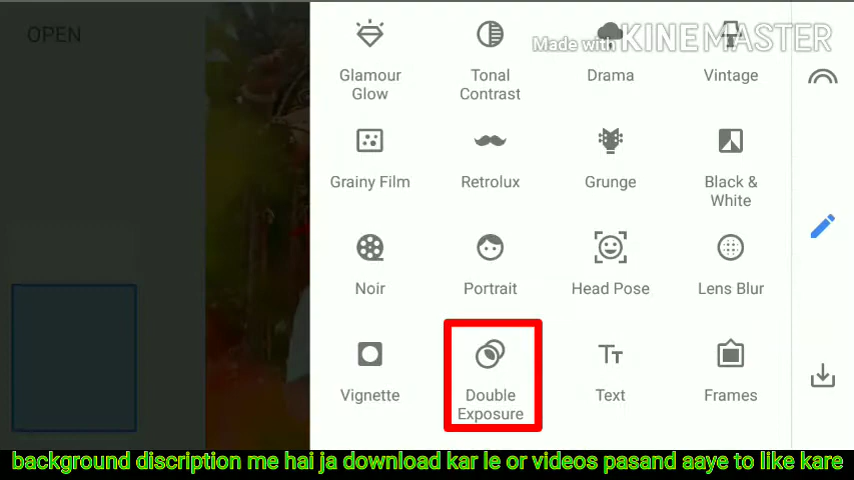 OPEN
Made with KINEMASTER
Glamour
Glow
Tonal
Contrast
Drama
Vintage
Grainy Film
Retrolux
Grunge
Black &
White
Noir
Portrait
Head Pose
Lens Blur
Vignette
Double
Exposure
Text
Frames
background discription me hai ja download kar le or videos pasand aaye to like kare